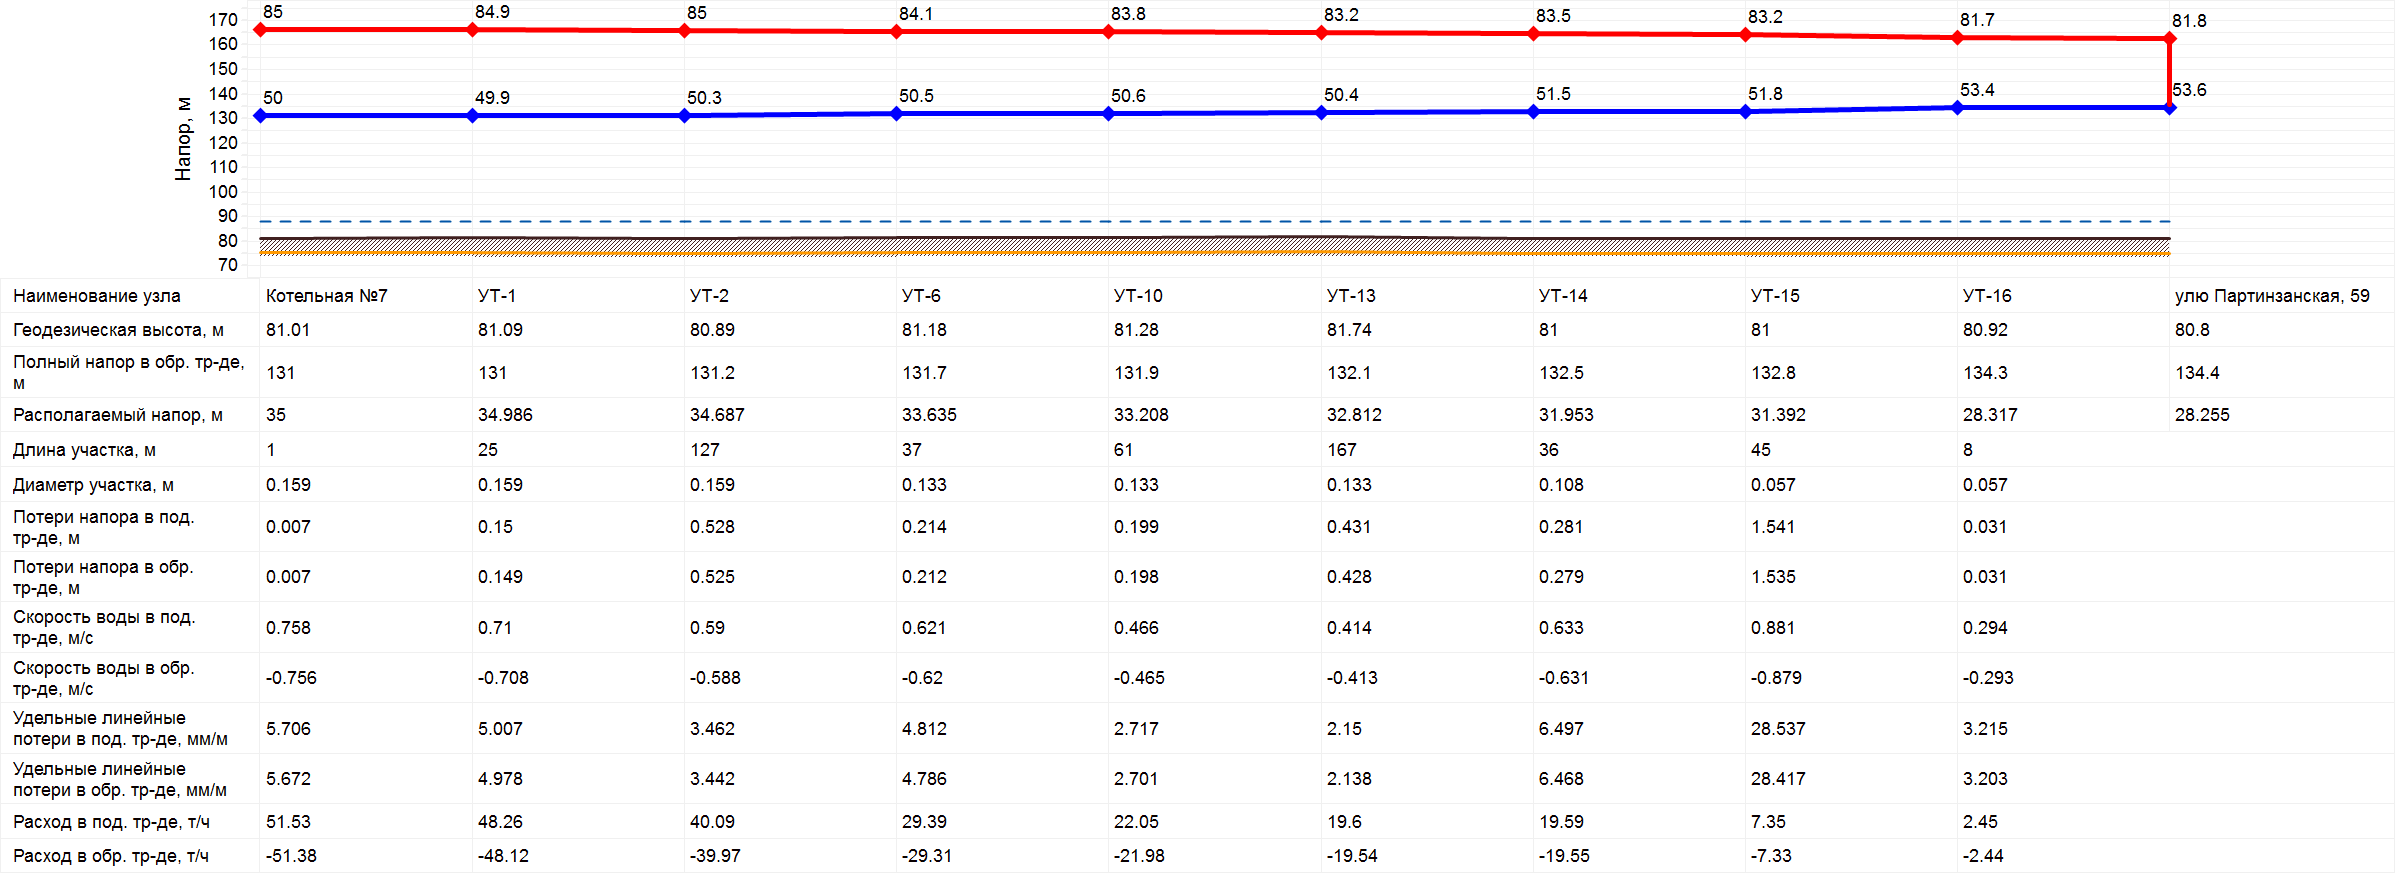 85 84.9 85 84.1 83.8 83.2 83.5 83.2 81.7 81.8
50 49.9 50.3 50.5 50.6 50.4 51.5 51.8 53.4 53.6
Напор, м
170
160
150
140
130
120
110
100
90
80
70
Наименование узла Котельная №7 УТ-1 УТ-2 УТ-6 УТ-10 УТ-13 УТ-14 УТ-15 УТ-16 улю Партинзанская, 59
Геодезическая высота, м 81.01 81.09 80.89 81.18 81.28 81.74 81 81 80.92 80.8
Полный напор в обр. тр-де,
м 131 131 131.2 131.7 131.9 132.1 132.5 132.8 134.3 134.4
Располагаемый напор, м 35 34.986 34.687 33.635 33.208 32.812 31.953 31.392 28.317 28.255
Длина участка, м 1 25 127 37 61 167 36 45 8
Диаметр участка, м 0.159 0.159 0.159 0.133 0.133 0.133 0.108 0.057 0.057
Потери напора в под.
тр-де, м 0.007 0.15 0.528 0.214 0.199 0.431 0.281 1.541 0.031
Потери напора в обр.
тр-де, м 0.007 0.149 0.525 0.212 0.198 0.428 0.279 1.535 0.031
Скорость воды в под.
тр-де, м/с 0.758 0.71 0.59 0.621 0.466 0.414 0.633 0.881 0.294
Скорость воды в обр.
тр-де, м/с -0.756 -0.708 -0.588 -0.62 -0.465 -0.413 -0.631 -0.879 -0.293
Удельные линейные
потери в под. тр-де, мм/м 5.706 5.007 3.462 4.812 2.717 2.15 6.497 28.537 3.215
Удельные линейные
потери в обр. тр-де, мм/м 5.672 4.978 3.442 4.786 2.701 2.138 6.468 28.417 3.203
Расход в под. тр-де, т/ч 51.53 48.26 40.09 29.39 22.05 19.6 19.59 7.35 2.45
Расход в обр. тр-де, т/ч -51.38 -48.12 -39.97 -29.31 -21.98 -19.54 -19.55 -7.33 -2.44